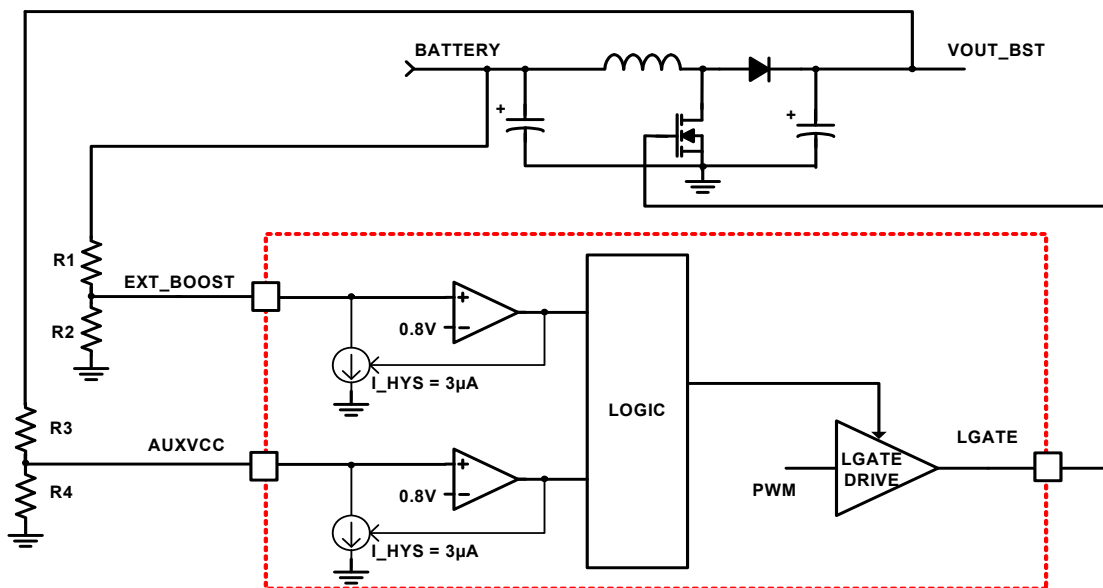 BATTERY
VOUT_BST
+
+
R1
EXT_BOOST
R2
+
0.8V
−
I_HYS = 3µA
LOGIC
R3
AUXVCC
R4
+
0.8V
−
I_HYS = 3µA
PWM
LGATE
DRIVE
LGATE